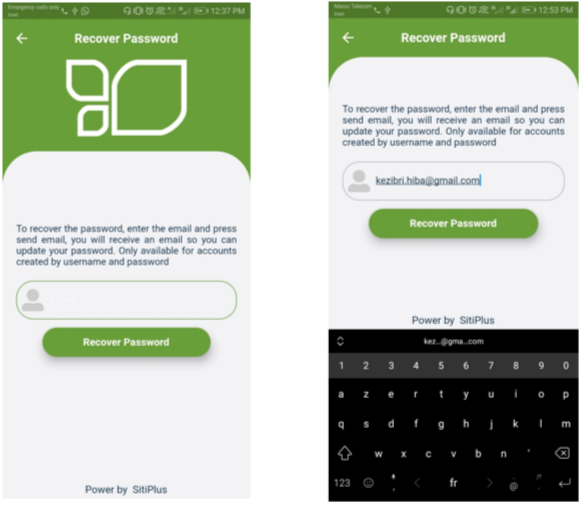 Emergency calls only
12:37 PM
Recover Password
To recover the password, enter the email and press
send email, you will receive an email so you can
update your password. Only available for accounts
created by username and password
Recover Password
Power by SitiPlus
Maroc Telecom
12:53 PM
Recover Password
To recover the password, enter the email and press
send email, you will receive an email so you can
update your password. Only available for accounts
created by username and password
kezibri.hiba@gmail.com
Recover Password
Power by SitiPlus
kez...@gma...com
1 2 3 4 5 6 7 8 9 0
a z e r t y u i o p
q s d f g h j k l m
w x c v b n '
123 , fr @ .